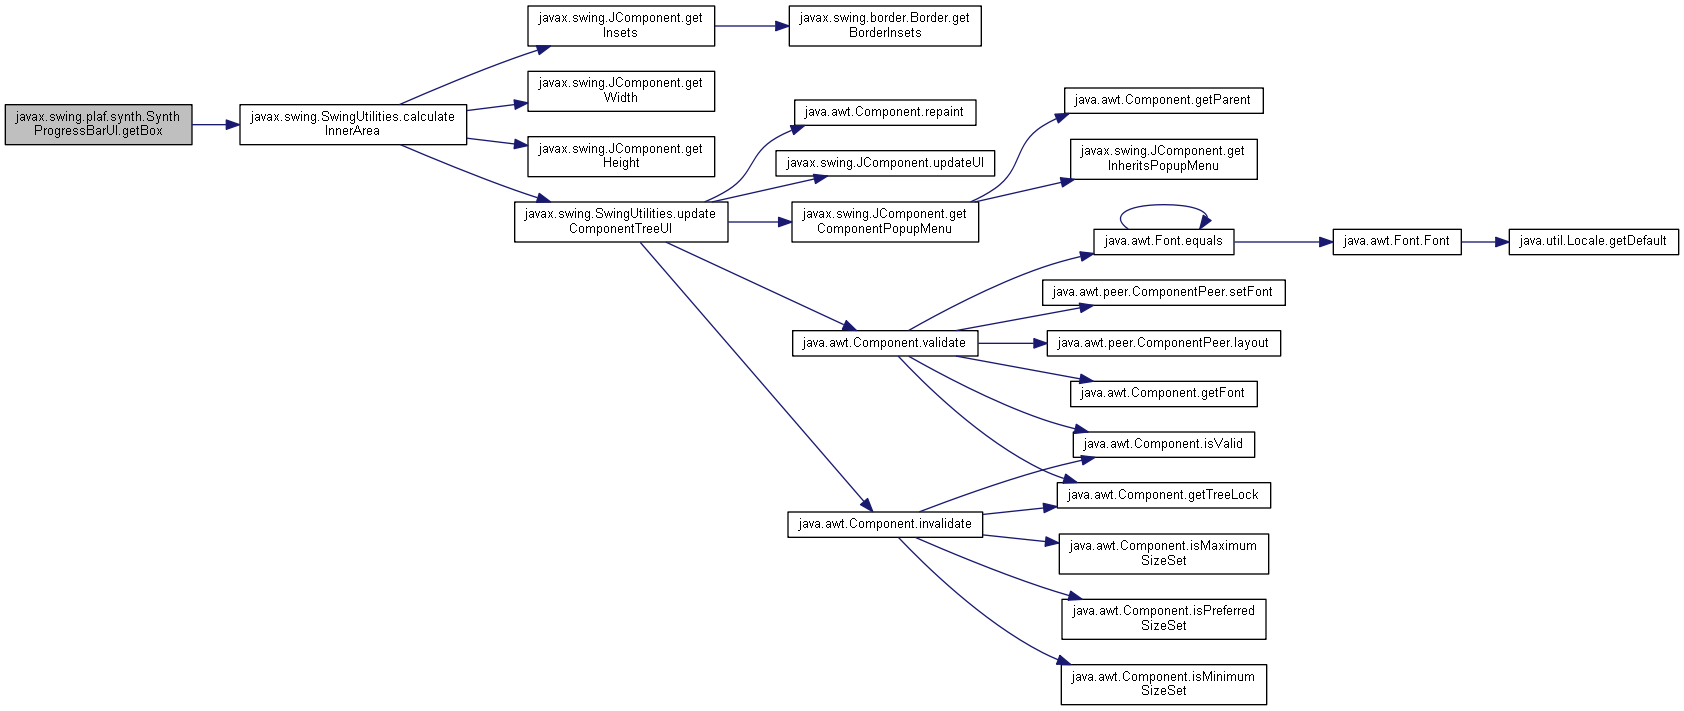 javax.swing.plaf.synth.Synth
ProgressBarUI.getBox
javax.swing.SwingUtilities.calculate
InnerArea
javax.swing.JComponent.get
Insets
javax.swing.border.Border.get
BorderInsets
javax.swing.JComponent.get
Width
javax.swing.JComponent.get
Height
javax.swing.SwingUtilities.update
ComponentTreeUI
java.awt.Component.repaint
javax.swing.JComponent.updateUI
javax.swing.JComponent.get
ComponentPopupMenu
java.awt.Component.getParent
javax.swing.JComponent.get
InheritsPopupMenu
java.awt.Component.validate
java.awt.Font.equals
java.awt.Font.Font
java.util.Locale.getDefault
java.awt.peer.ComponentPeer.setFont
java.awt.peer.ComponentPeer.layout
java.awt.Component.getFont
java.awt.Component.isValid
java.awt.Component.getTreeLock
java.awt.Component.invalidate
java.awt.Component.isMaximum
SizeSet
java.awt.Component.isPreferred
SizeSet
java.awt.Component.isMinimum
SizeSet